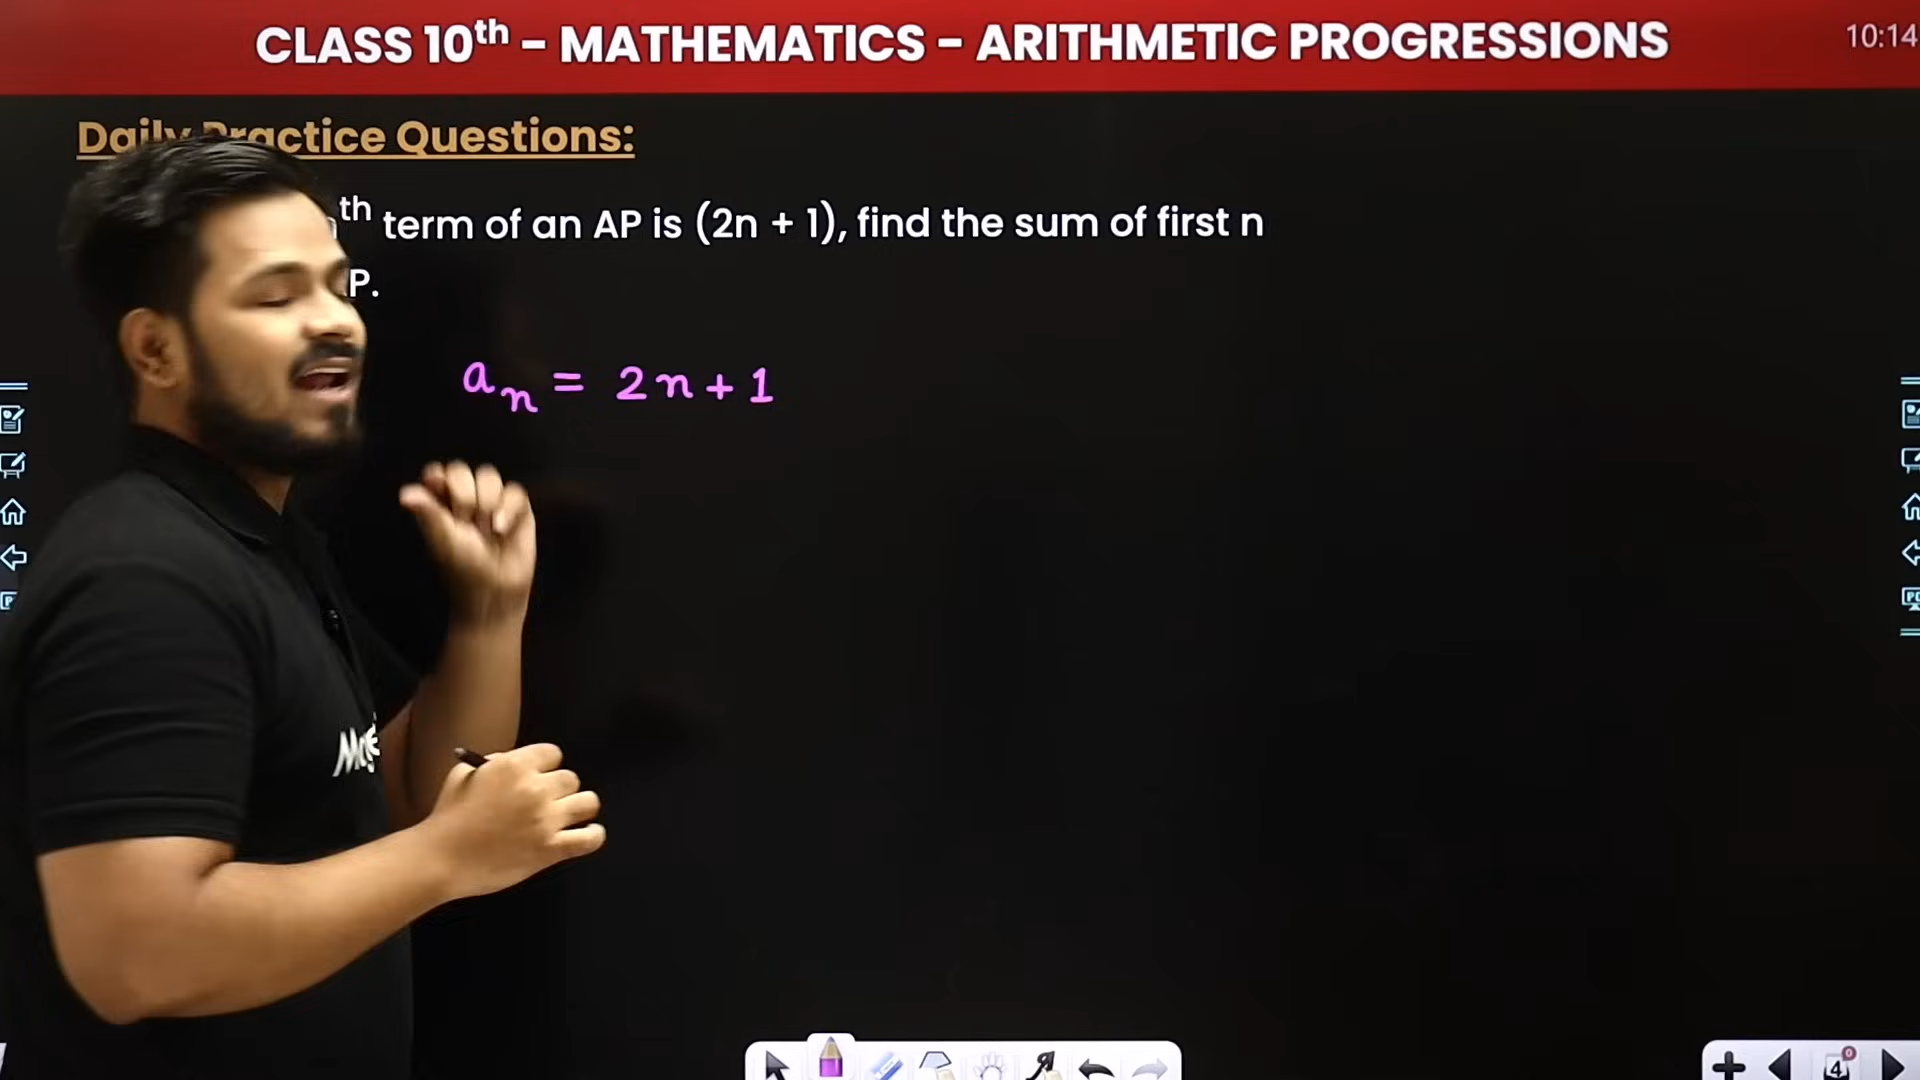 CLASS 10th - MATHEMATICS - ARITHMETIC PROGRESSIONS
10:14
Daily Practice Questions:
th term of an AP is (2n + 1), find the sum of first n
P.
an = 2n+1
4